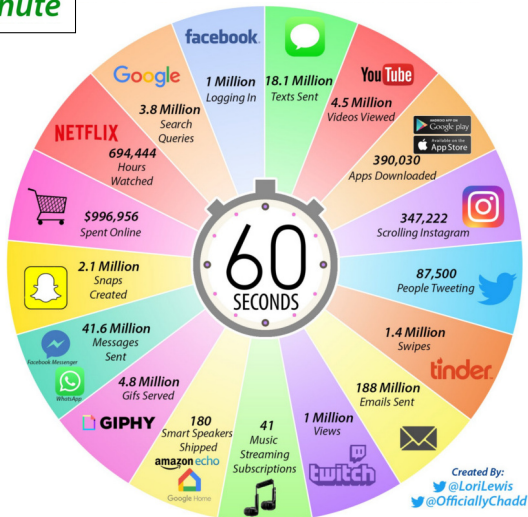 facebook
1 Million
Logging In
18.1 Million
Texts Sent
YouTube
4.5 Million
Videos Viewed
ANDROID APP ON
Google play
Available on the
App Store
390,030
Apps Downloaded
347,222
Scrolling Instagram
87,500
People Tweeting
1.4 Million
Swipes
tinder
188 Million
Emails Sent
1 Million
Views
twitch
41
Music
Streaming
Subscriptions
180
Smart Speakers
Shipped
amazon echo
Google Home
4.8 Million
Gifs Served
GIPHY
41.6 Million
Messages
Sent
Facebook Messenger
WhatsApp
2.1 Million
Snaps
Created
$996,956
Spent Online
NETFLIX
694,444
Hours
Watched
Google
3.8 Million
Search
Queries
60
SECONDS
Created By:
@LoriLewis
@OfficiallyChadd